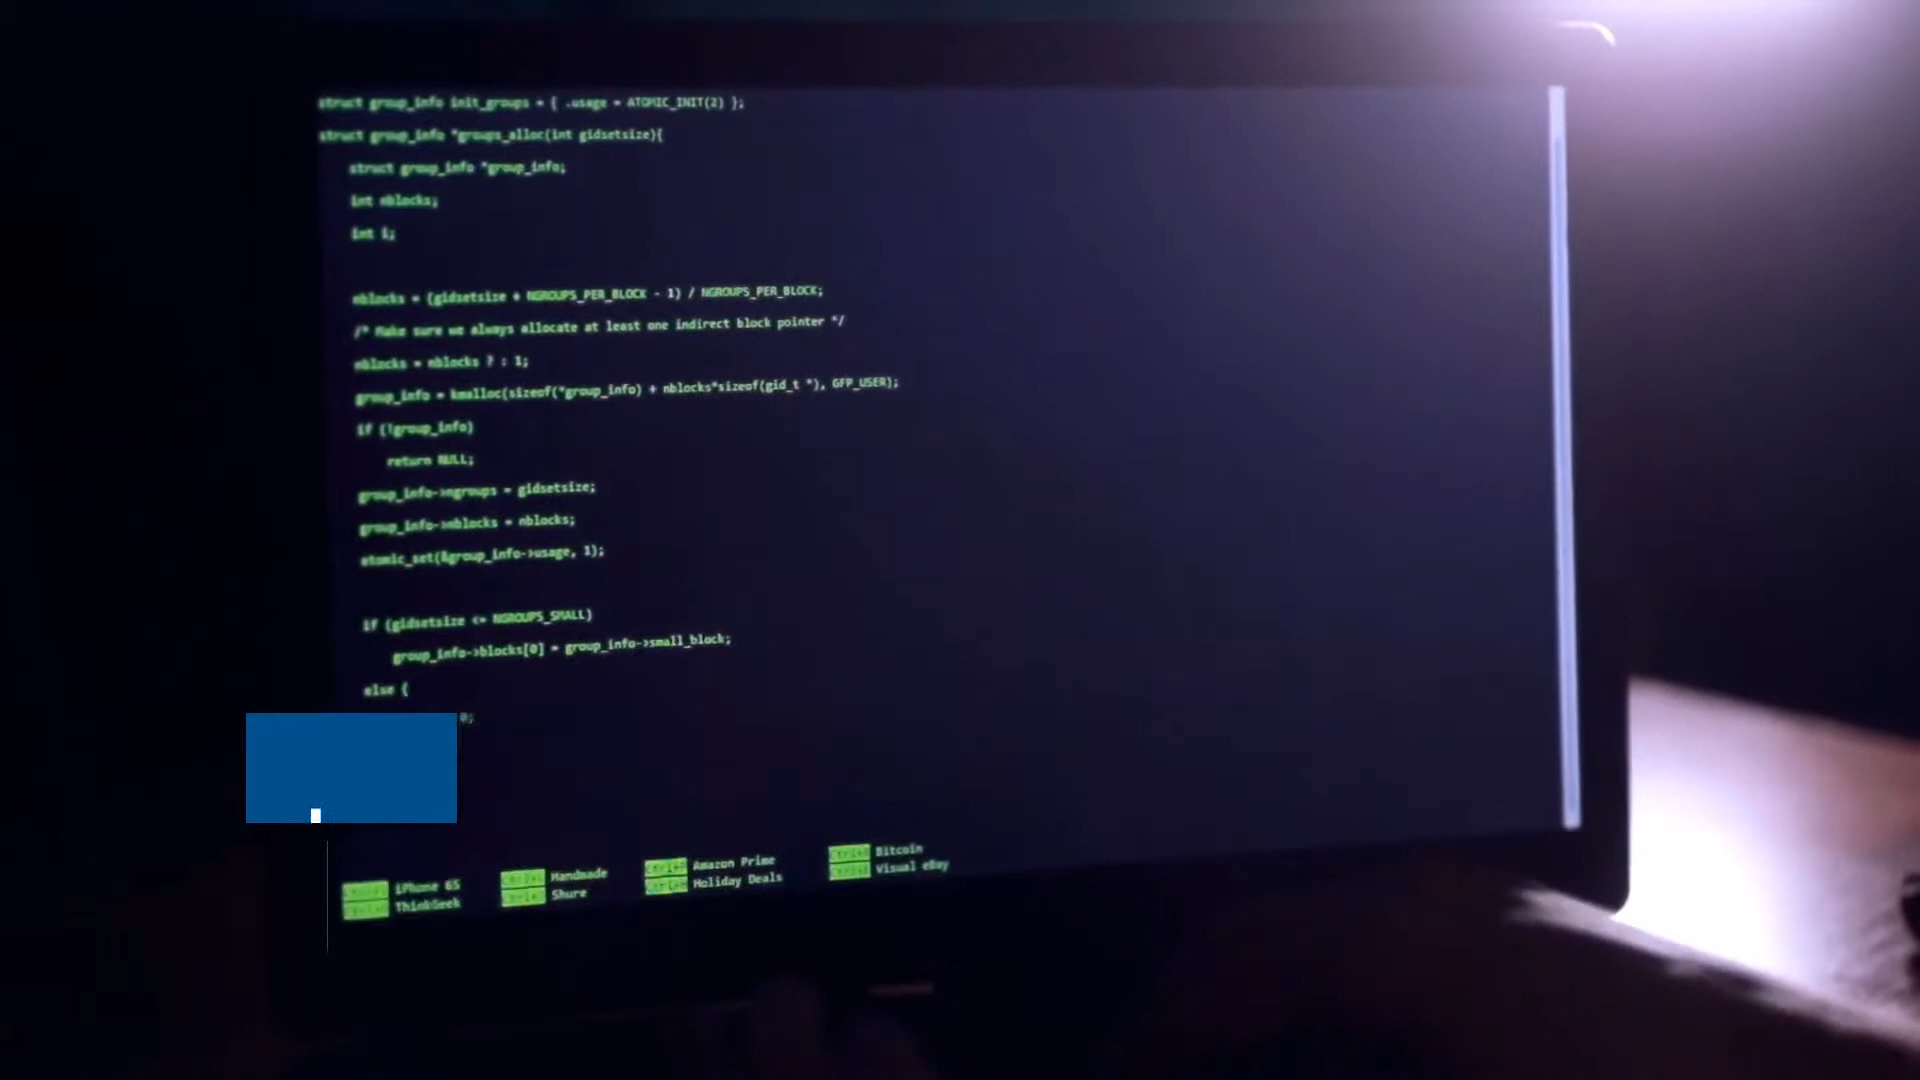 struct group_info init_groups = { .usage = ATOMIC_INIT(2) };
struct group_info *groups_alloc(int gidsetsize){
struct group_info *group_info;
int nblocks;
int i;
nblocks = (gidsetsize + NGROUPS_PER_BLOCK - 1) / NGROUPS_PER_BLOCK;
/* Make sure we always allocate at least one indirect block pointer */
nblocks = nblocks ? : 1;
group_info = kmalloc(sizeof(*group_info) + nblocks*sizeof(gid_t *), GFP_USER);
if (!group_info)
return NULL;
group_info->ngroups = gidsetsize;
group_info->nblocks = nblocks;
atomic_set(&group_info->usage, 1);
if (gidsetsize <= NGROUPS_SMALL)
group_info->blocks[0] = group_info->small_block;
else {
0;
iPhone 6S Handmade Amazon Prime Bitcoin
ThinkGeek Shure Holiday Deals Visual eBay